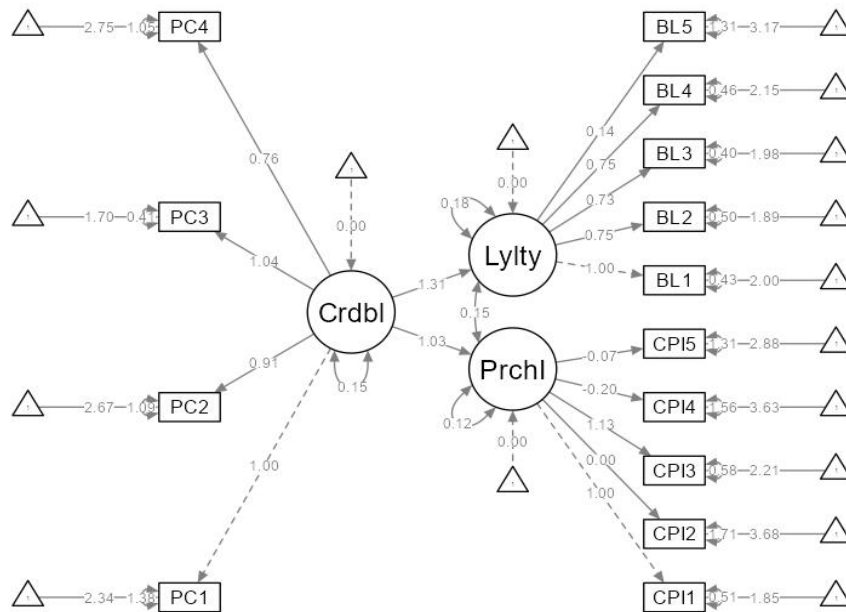 2.75 1.05 PC4
BL5 1.31 3.17
0.46 2.15
BL4
0.14
0.76
0.75
BL3 0.40 1.98
0.00
0.00
0.73
0.18
1.70 0.41 PC3
0.75 BL2 0.50 1.89
1.04
Lylty
1.00 BL1 0.43 2.00
1.31
Crdbl
0.15
1.03
CPI5 1.31 2.88
-0.07
0.91
Prchl
0.15
-0.20 CPI4 1.56 3.63
2.67 1.09 PC2
0.12
1.13
0.00
0.00
CPI3 0.58 2.21
1.00
1.00
CPI2 1.71 3.68
2.34 1.38 PC1
CPI1 0.51 1.85